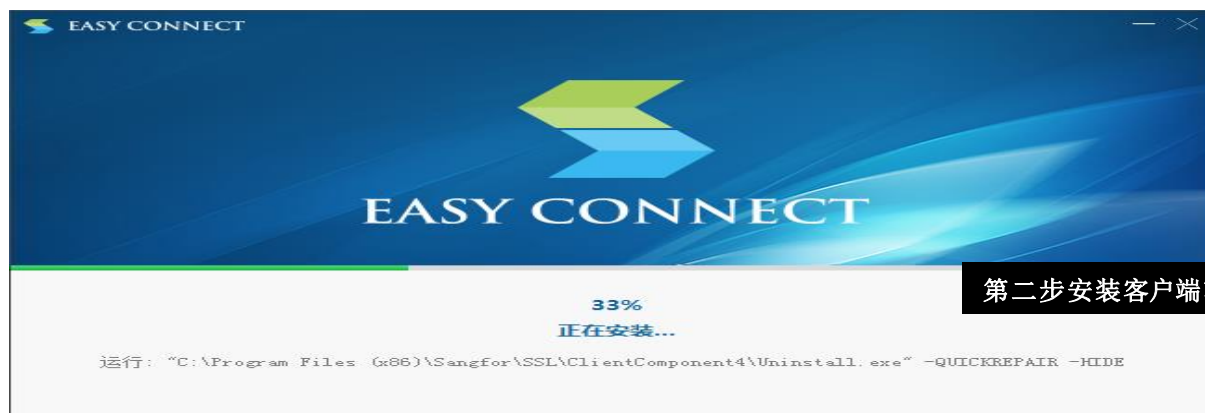 EASY CONNECT
EASY CONNECT
第二步安装客户端
33%
正在安装...
运行: "C:\Program Files (x86)\Sangfor\SSL\ClientComponent4\Uninstall.exe" -QUICKREPAIR -HIDE